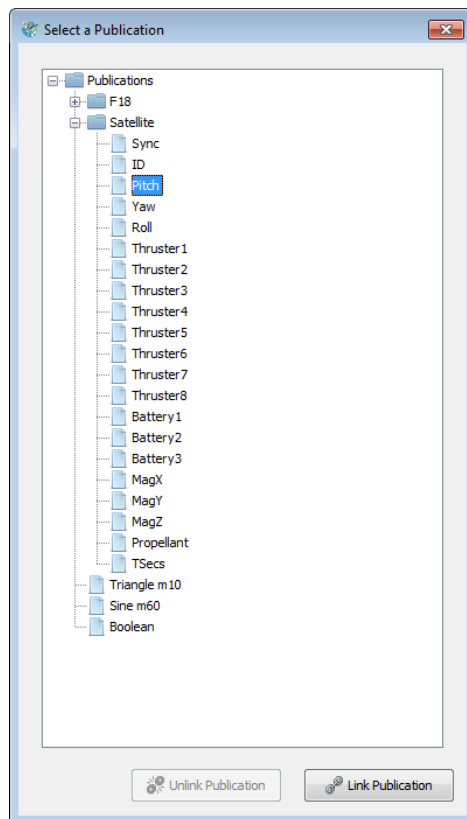 Select a Publication
Publications
F18
Satellite
Sync
ID
Pitch
Yaw
Roll
Thruster1
Thruster2
Thruster3
Thruster4
Thruster5
Thruster6
Thruster7
Thruster8
Battery1
Battery2
Battery3
MagX
MagY
MagZ
Propellant
TSecs
Triangle m10
Sine m60
Boolean
Unlink Publication
Link Publication